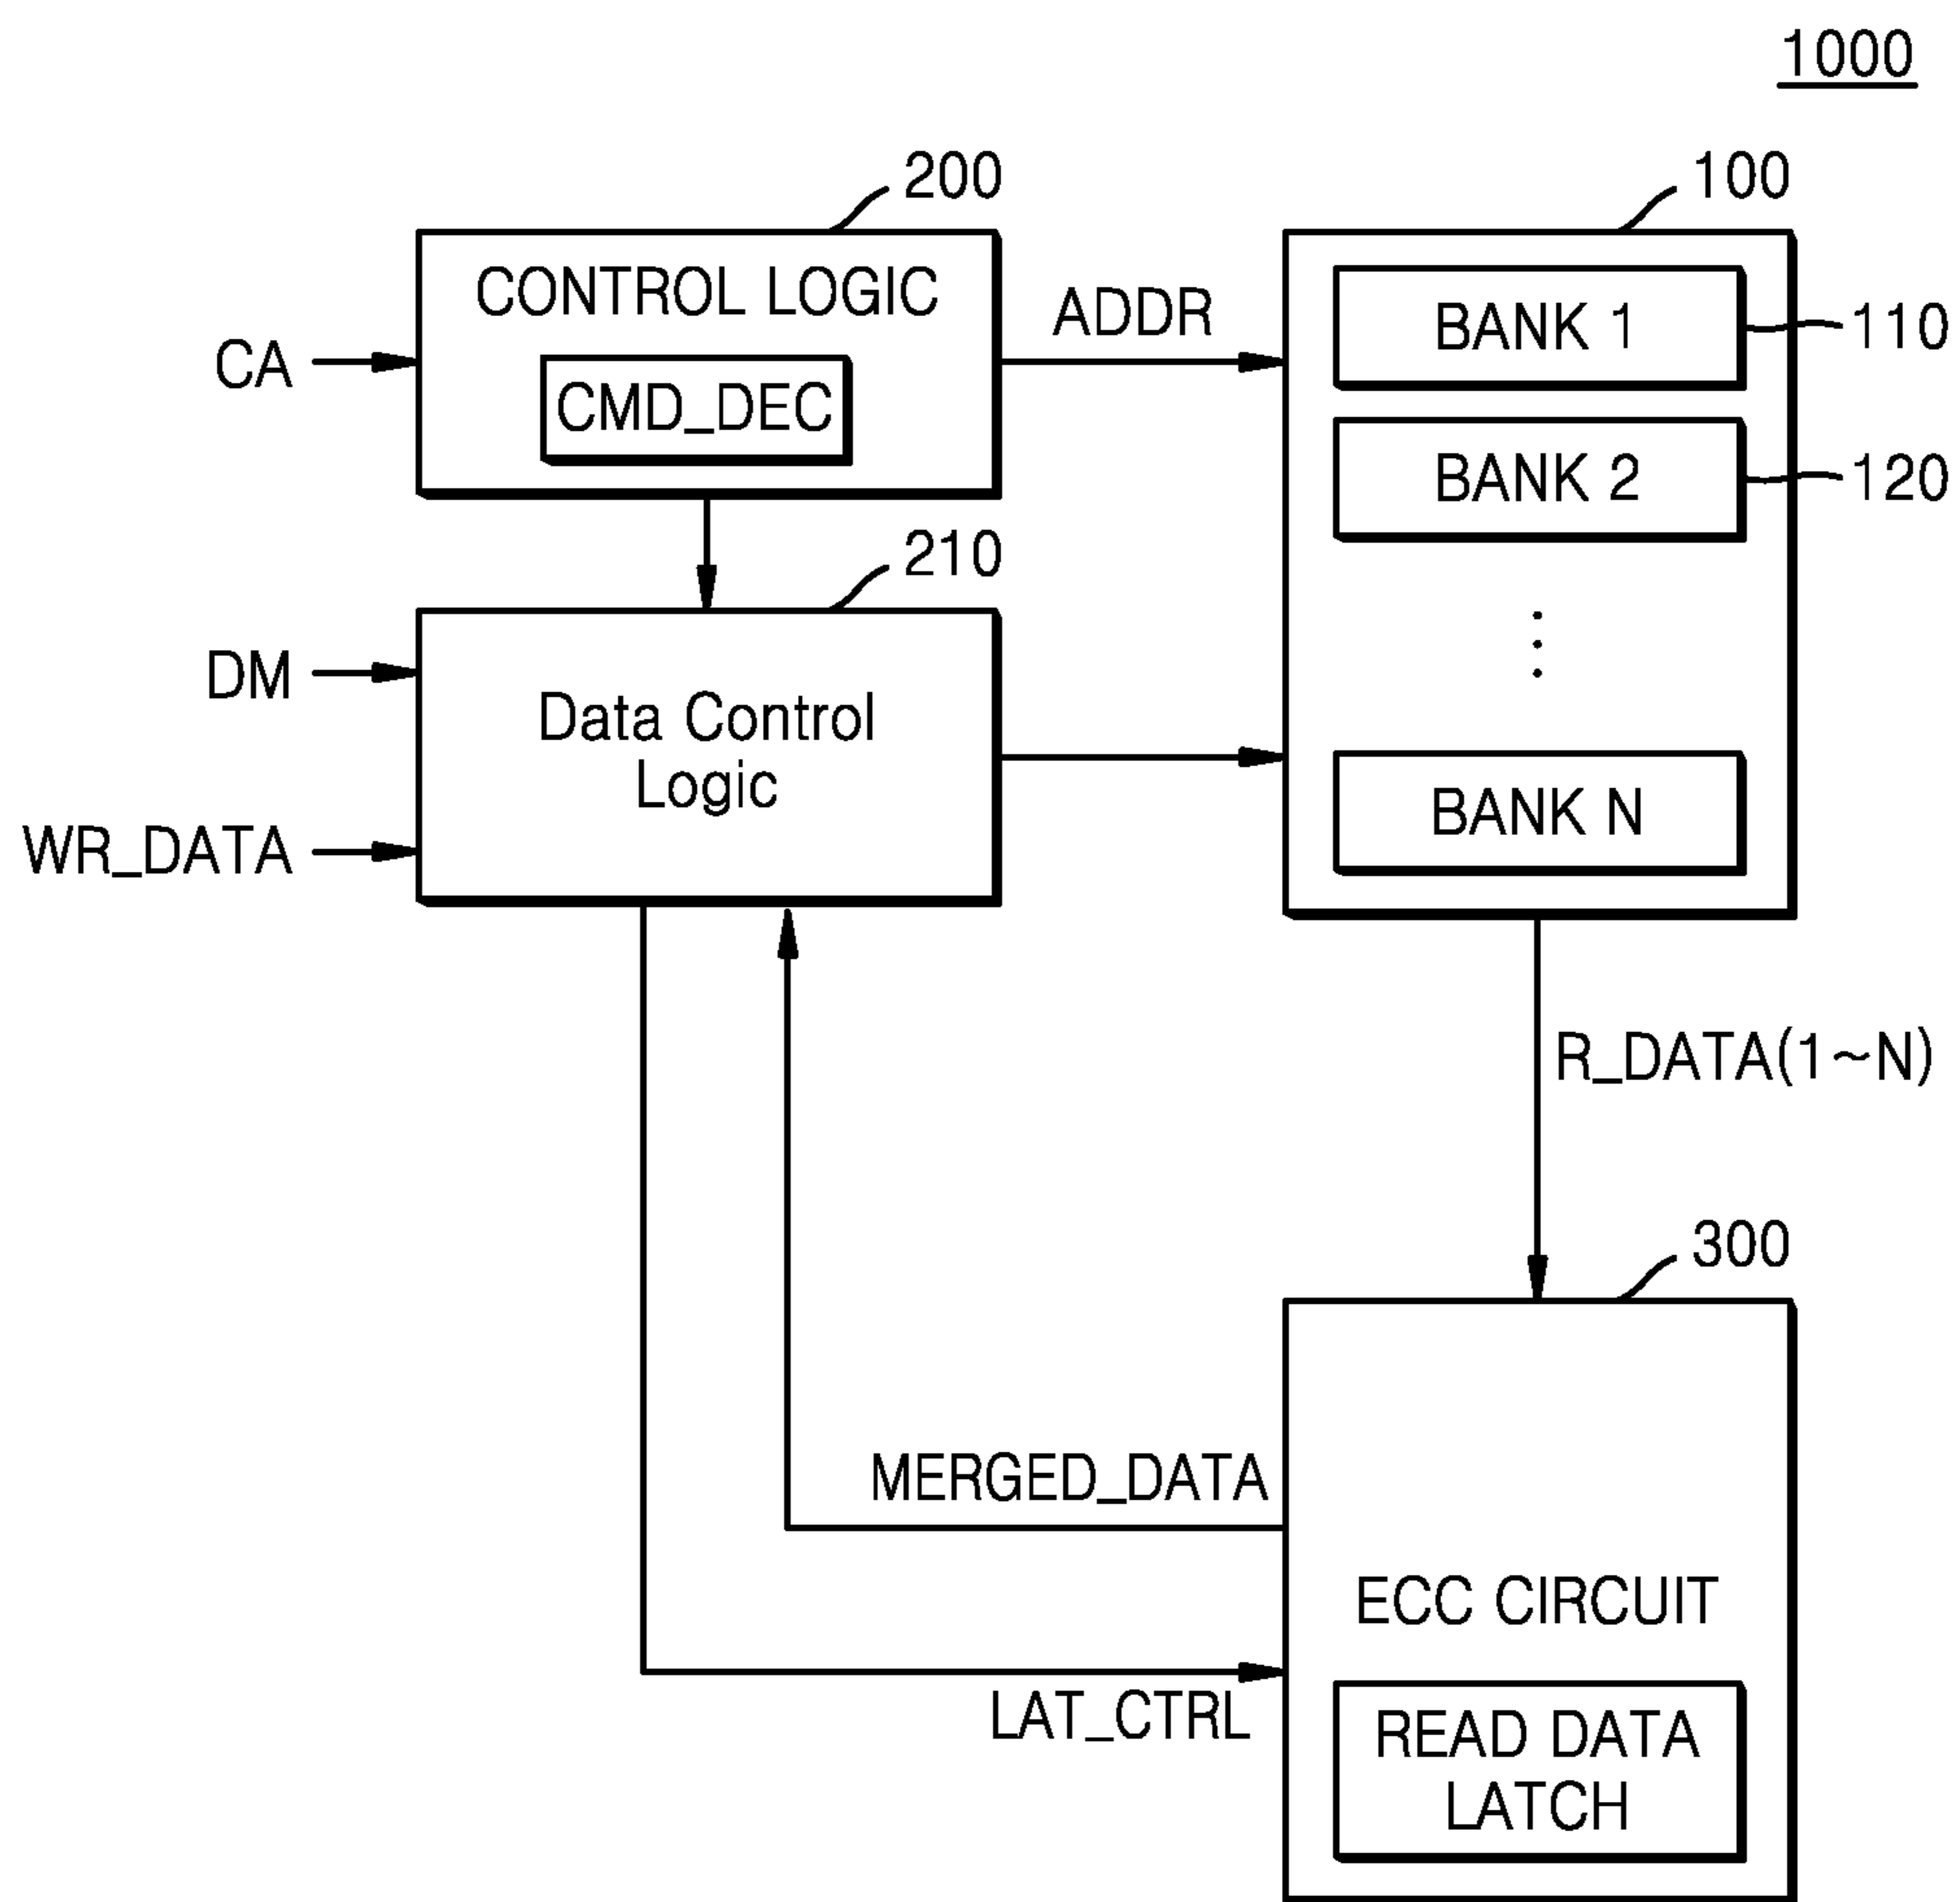 1000
200
100
CONTROL LOGIC
CMD_DEC
CA
ADDR
BANK 1
110
BANK 2
120
210
DM
Data Control
Logic
WR_DATA
BANK N
R_DATA(1~N)
300
MERGED_DATA
ECC CIRCUIT
LAT_CTRL
READ DATA
LATCH